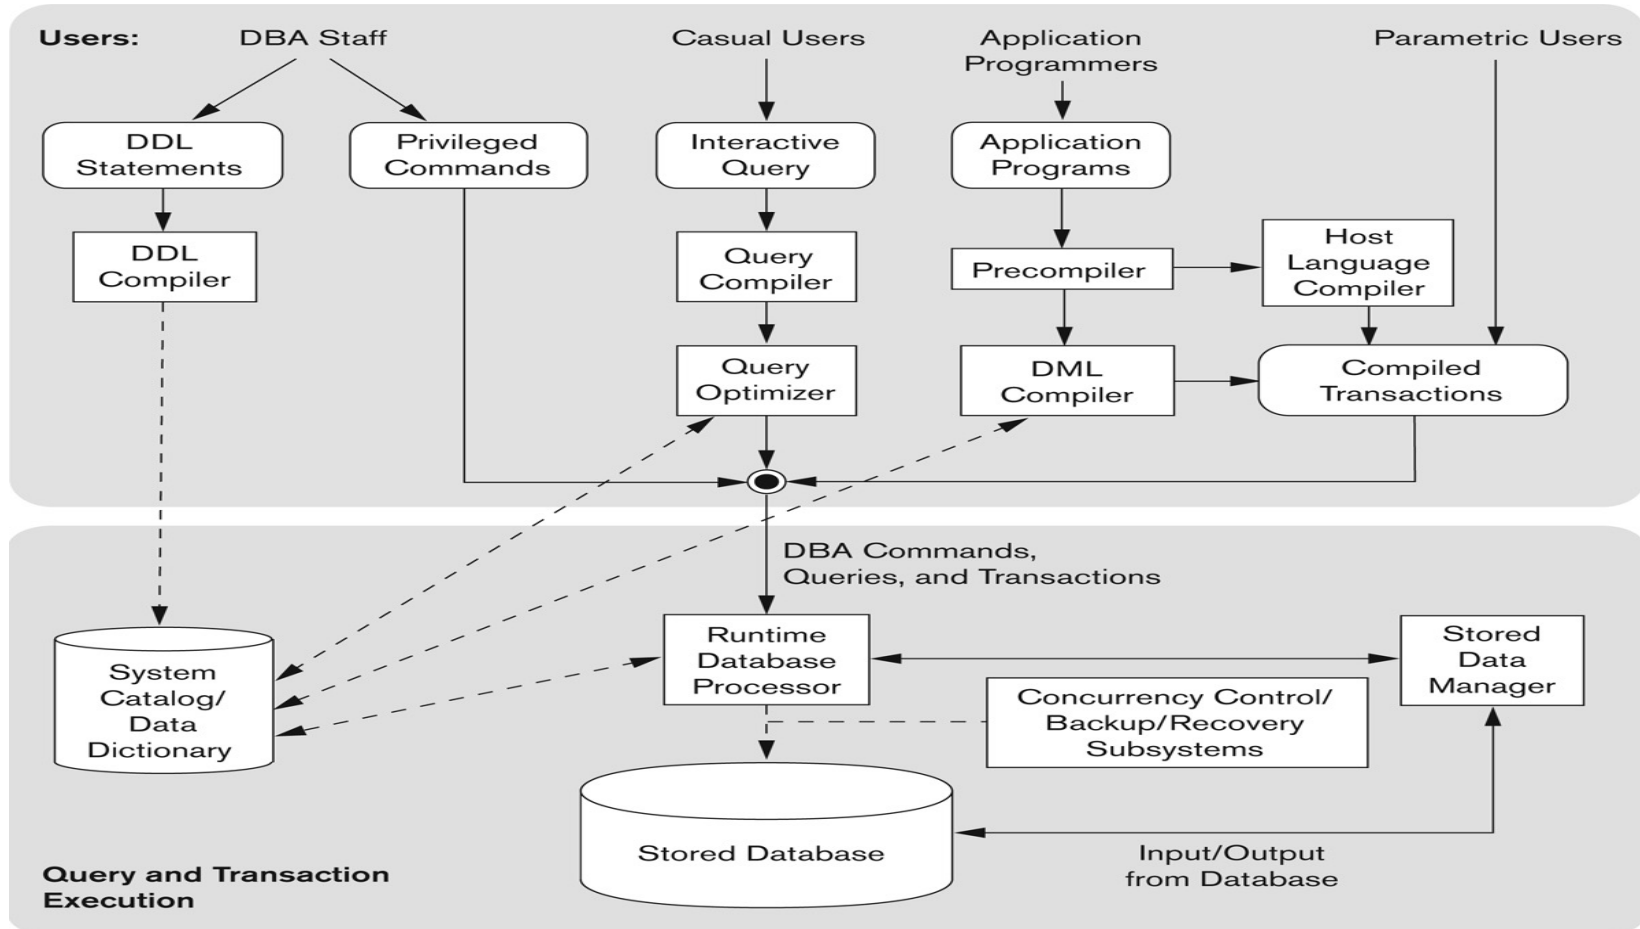 Users:
DBA Staff
Casual Users
Application
Programmers
Parametric Users
DDL
Statements
Privileged
Commands
Interactive
Query
Application
Programs
DDL
Compiler
Query
Compiler
Precompiler
Host
Language
Compiler
Query
Optimizer
DML
Compiler
Compiled
Transactions
DBA Commands,
Queries, and Transactions
System
Catalog/
Data
Dictionary
Runtime
Database
Processor
Stored
Data
Manager
Concurrency Control/
Backup/Recovery
Subsystems
Stored Database
Input/Output
from Database
Query and Transaction
Execution